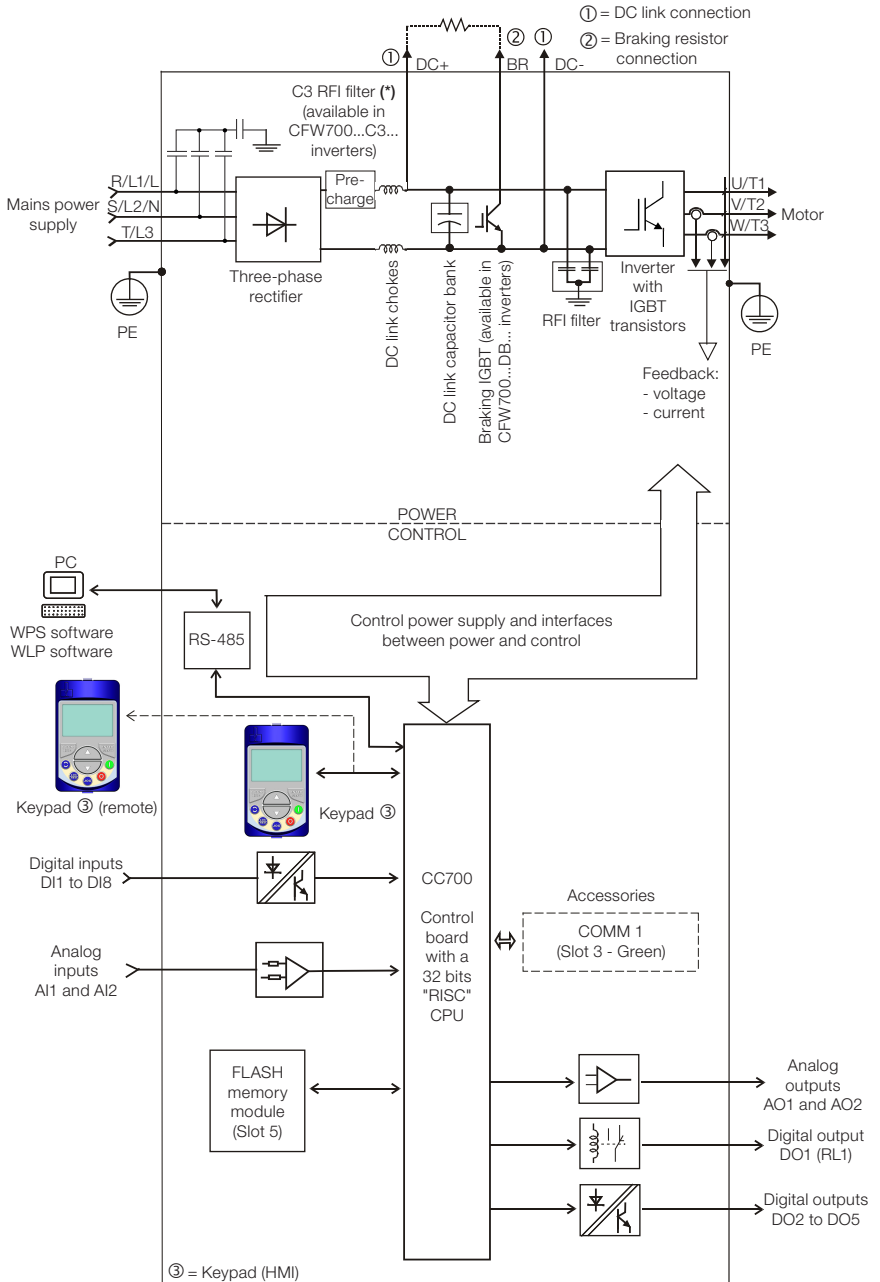 ① = DC link connection
② = Braking resistor
connection
① DC+
② BR
① DC-
C3 RFI filter (*)
(available in
CFW700...C3...
inverters)
Mains power
supply
R/L1/L
S/L2/N
T/L3
Pre-
charge
U/T1
V/T2
W/T3
Motor
PE
Three-phase
rectifier
DC link chokes
DC link capacitor bank
Braking IGBT (available in
CFW700...DB... inverters)
RFI filter
Inverter
with
IGBT
transistors
PE
Feedback:
- voltage
- current
POWER
CONTROL
PC
WPS software
WLP software
RS-485
Control power supply and interfaces
between power and control
Keypad ③ (remote)
Keypad ③
Digital inputs
DI1 to DI8
Analog
inputs
AI1 and AI2
FLASH
memory
module
(Slot 5)
CC700
Control
board
with a
32 bits
"RISC"
CPU
Accessories
COMM 1
(Slot 3 - Green)
Analog
outputs
AO1 and AO2
Digital output
DO1 (RL1)
Digital outputs
DO2 to DO5
③ = Keypad (HMI)